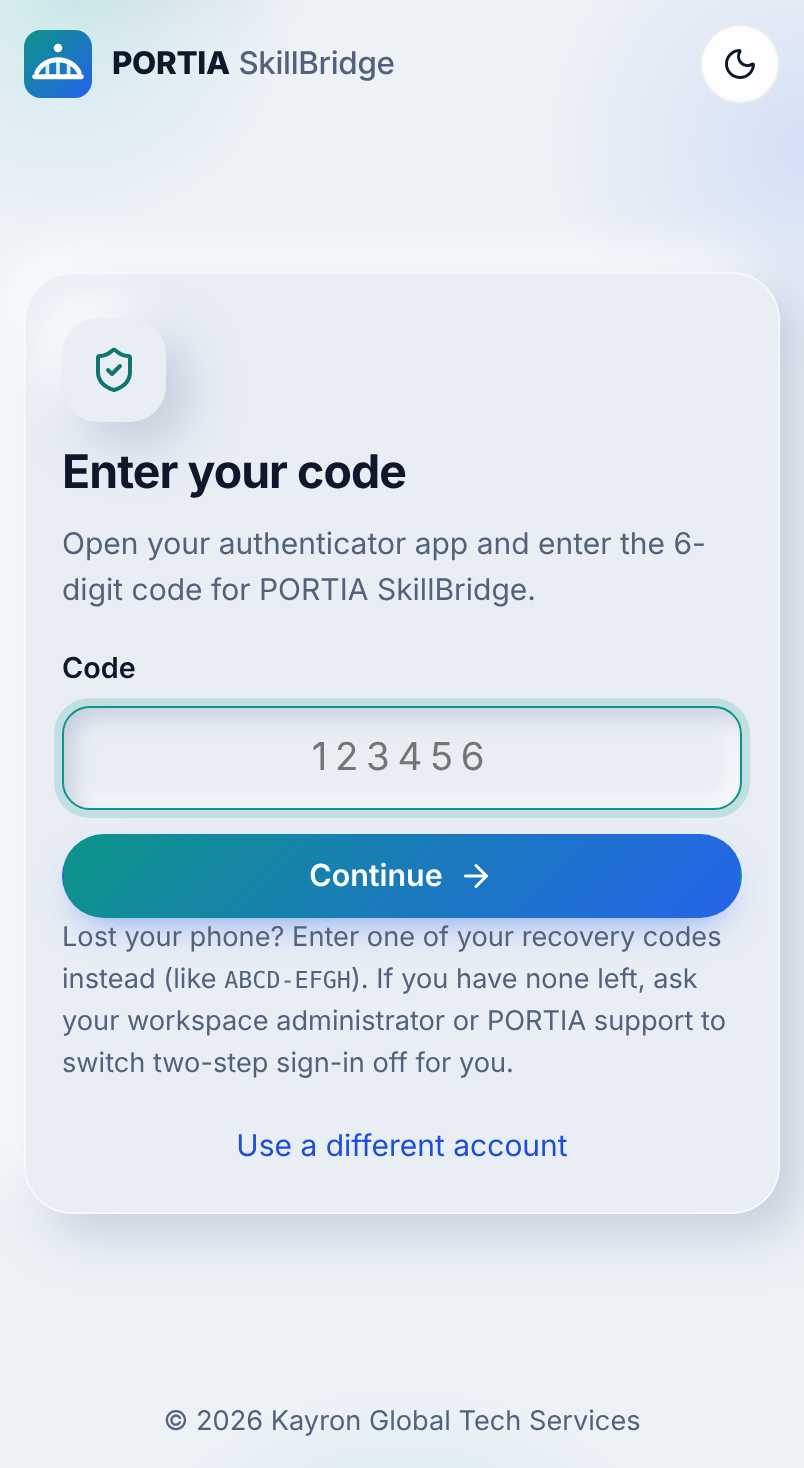 PORTIA SkillBridge
Enter your code
Open your authenticator app and enter the 6-
digit code for PORTIA SkillBridge.
Code
123456
Continue →
Lost your phone? Enter one of your recovery codes
instead (like ABCD-EFGH). If you have none left, ask
your workspace administrator or PORTIA support to
switch two-step sign-in off for you.
Use a different account
© 2026 Kayron Global Tech Services